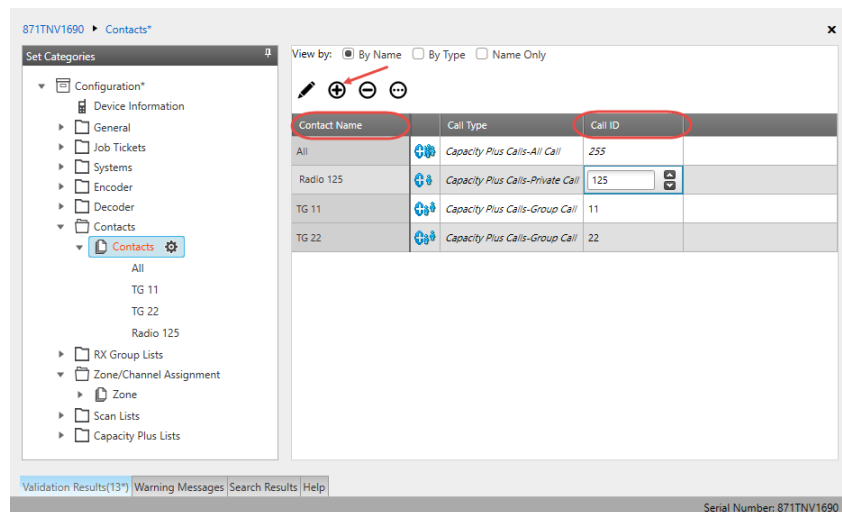 871TNV1690 Contacts*
x
Set Categories
Configuration*
Device Information
General
Job Tickets
Systems
Encoder
Decoder
Contacts
Contacts
All
TG 11
TG 22
Radio 125
RX Group Lists
Zone/Channel Assignment
Zone
Scan Lists
Capacity Plus Lists
View by: By Name By Type Name Only
Contact Name Call Type Call ID
All Capacity Plus Calls-All Call 255
Radio 125 Capacity Plus Calls-Private Call 125
TG 11 Capacity Plus Calls-Group Call 11
TG 22 Capacity Plus Calls-Group Call 22
Validation Results(13*) Warning Messages Search Results Help
Serial Number: 871TNV1690